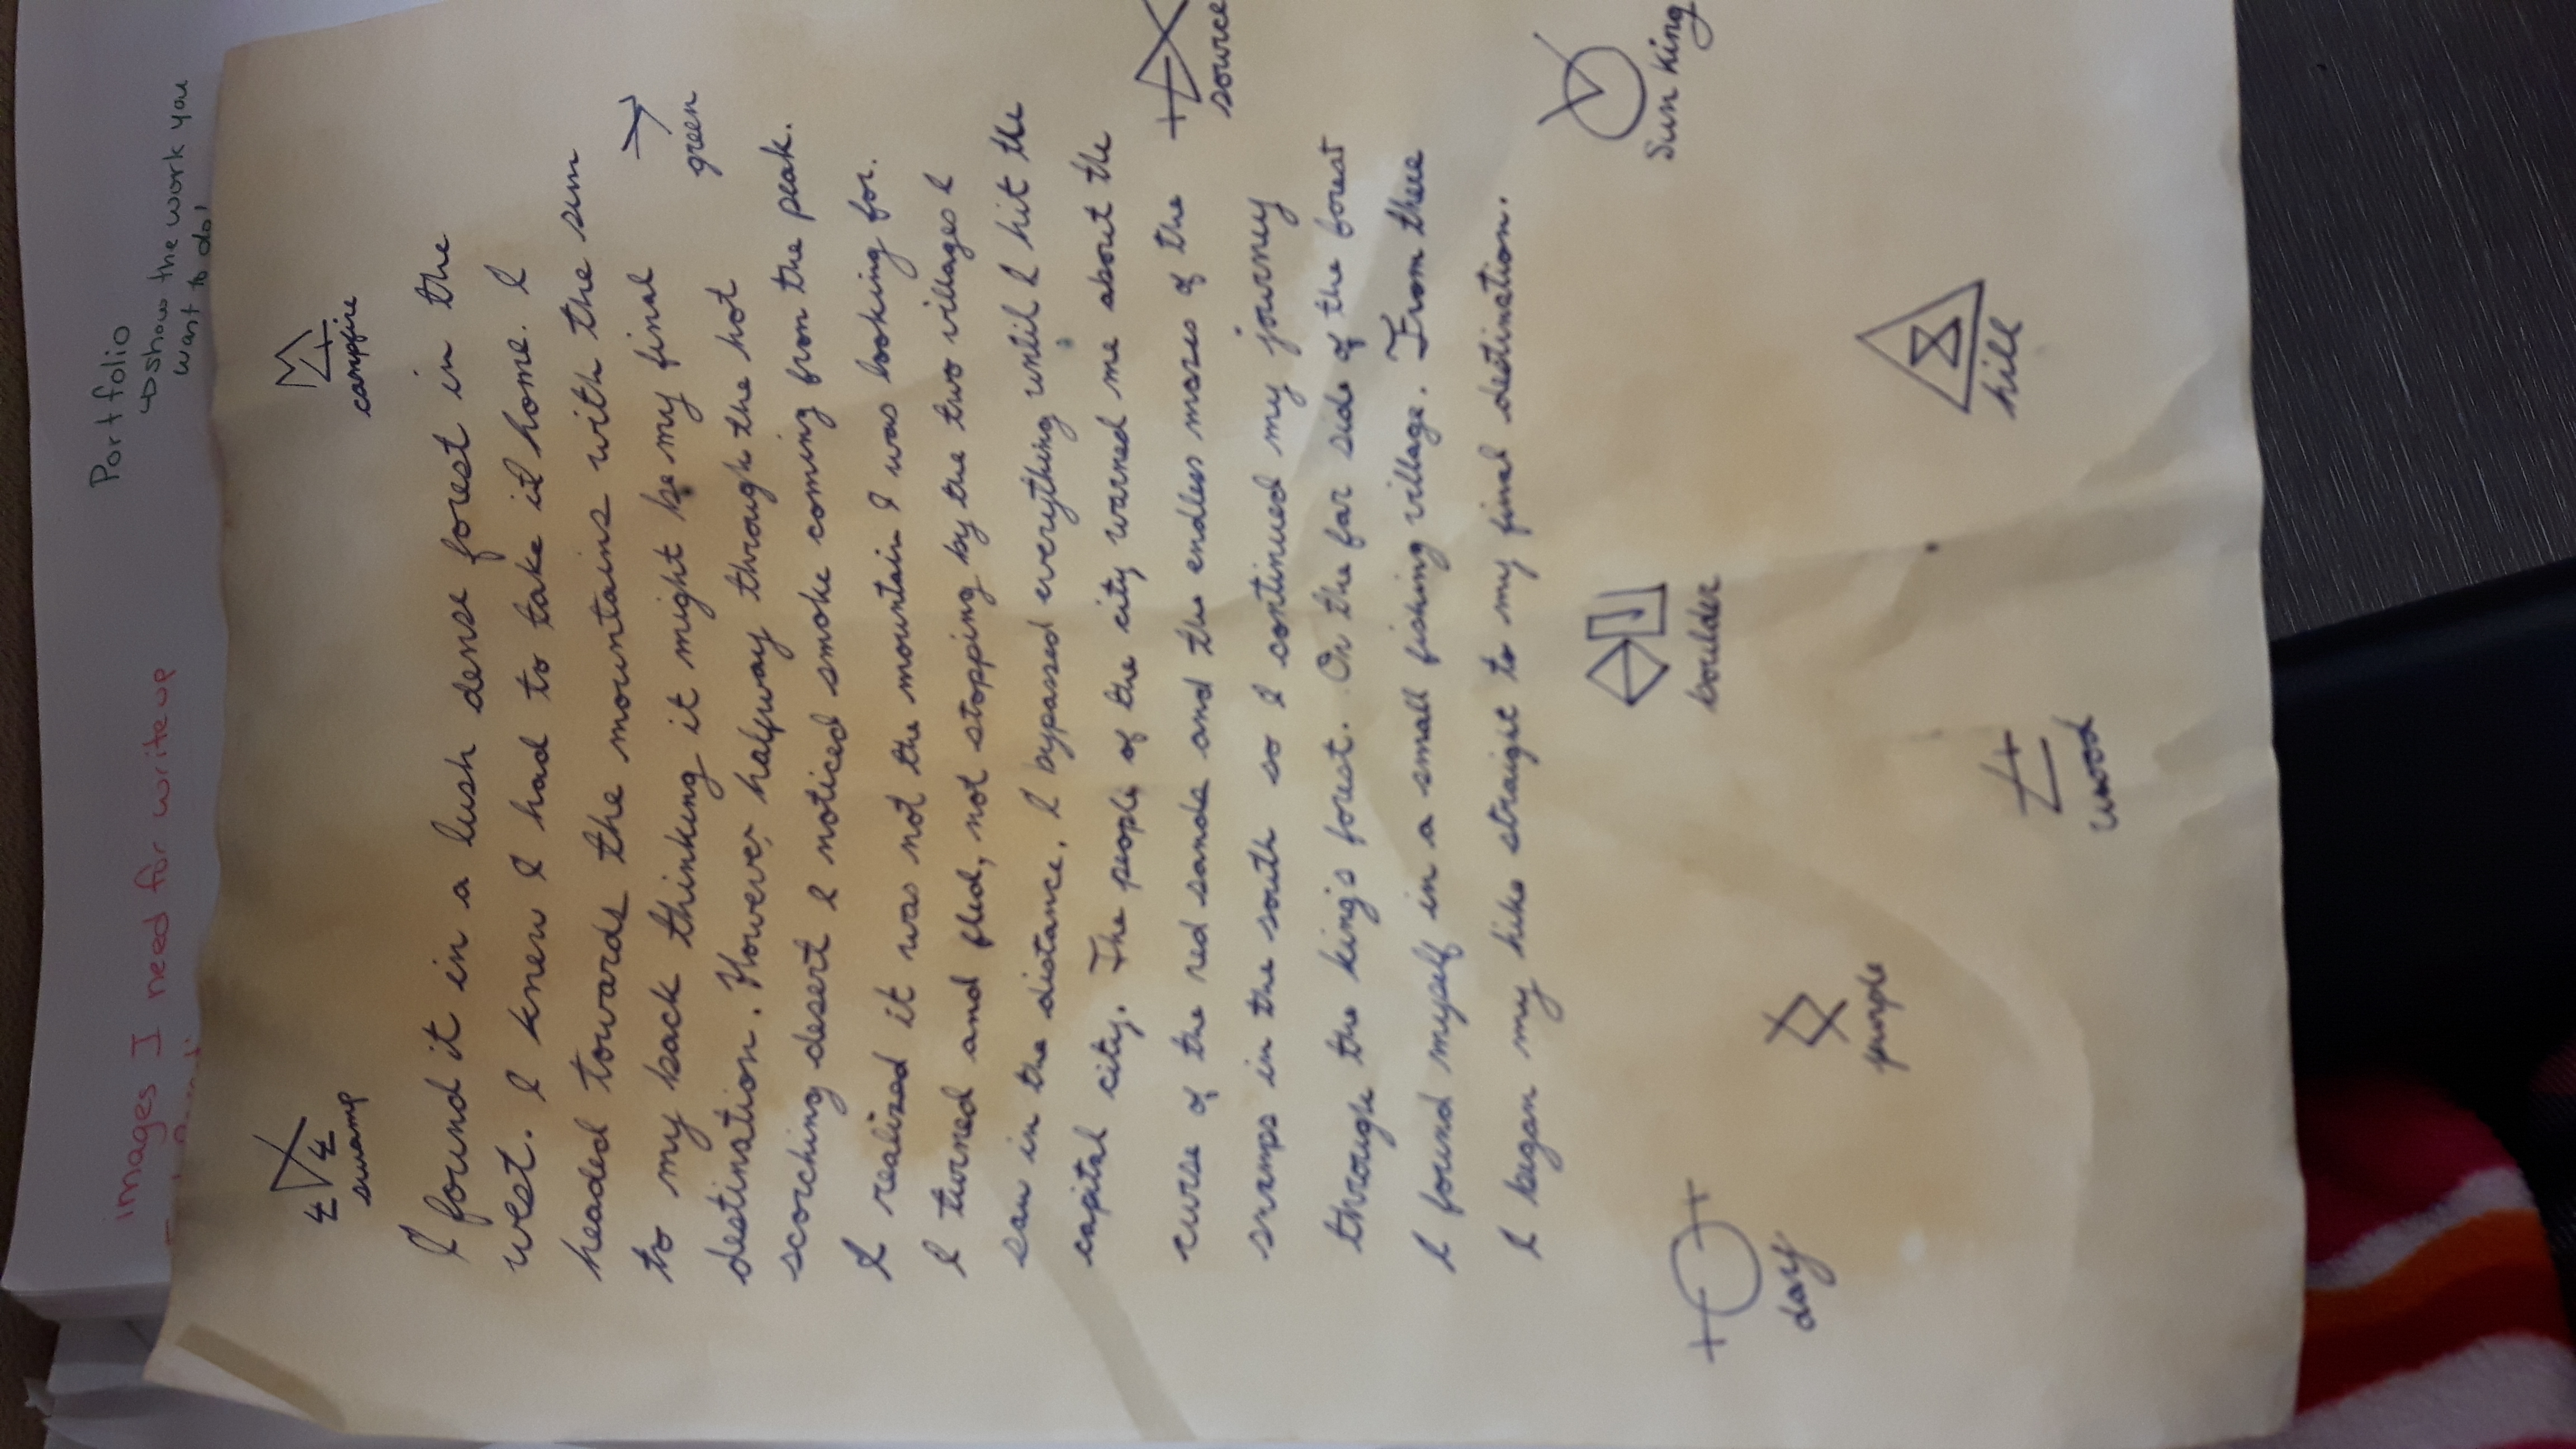 images I need for write up
Portfolio
↪ show the work you
want to do!
swamp
campfire
I found it in a lush dense forest in the
west. I knew I had to take it home. I
headed towards the mountains with the sun
to my back thinking it might be my final
green
destination. However, halfway through the hot
scorching desert I noticed smoke coming from the peak.
I realized it was not the mountain I was looking for.
I turned and fled, not stopping by the two villages I
saw in the distance. I bypassed everything until I hit the
capital city. The people of the city warned me about the
curse of the red sands and the endless mazes of the
source
swamps in the south so I continued my journey
through the king's forest. On the far side of the forest
I found myself in a small fishing village. From there
I began my hike straight to my final destination.
boulder
Sun King
day
purple
hill
wood